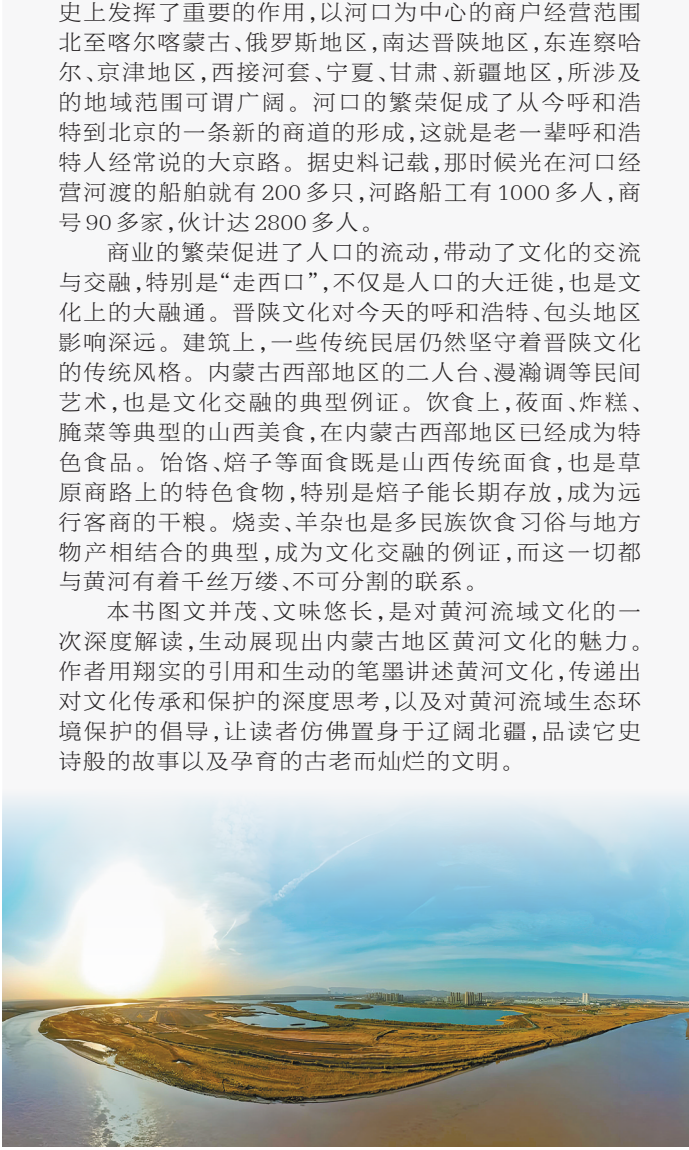 史上发挥了重要的作用,以河口为中心的商户经营范围
北至喀尔喀蒙古、俄罗斯地区,南达晋陕地区,东连察哈
尔、京津地区,西接河套、宁夏、甘肃、新疆地区,所涉及
的地域范围可谓广阔。河口的繁荣促成了从今呼和浩
特到北京的一条新的商道的形成,这就是老一辈呼和浩
特人经常说的大京路。据史料记载,那时候光在河口经
营河渡的船舶就有200多只,河路船工有1000多人,商
号90多家,伙计达2800多人。
商业的繁荣促进了人口的流动,带动了文化的交流
与交融,特别是“走西口”,不仅是人口的大迁徙,也是文
化上的大融通。晋陕文化对今天的呼和浩特、包头地区
影响深远。建筑上,一些传统民居仍然坚守着晋陕文化
的传统风格。内蒙古西部地区的二人台、漫瀚调等民间
艺术,也是文化交融的典型例证。饮食上,莜面、炸糕、
腌菜等典型的山西美食,在内蒙古西部地区已经成为特
色食品。饸饹、焙子等面食既是山西传统面食,也是草
原商路上的特色食物,特别是焙子能长期存放,成为远
行客商的干粮。烧卖、羊杂也是多民族饮食习俗与地方
物产相结合的典型,成为文化交融的例证,而这一切都
与黄河有着千丝万缕、不可分割的联系。
本书图文并茂、文味悠长,是对黄河流域文化的一
次深度解读,生动展现出内蒙古地区黄河文化的魅力。
作者用翔实的引用和生动的笔墨讲述黄河文化,传递出
对文化传承和保护的深度思考,以及对黄河流域生态环
境保护的倡导,让读者仿佛置身于辽阔北疆,品读它史
诗般的故事以及孕育的古老而灿烂的文明。